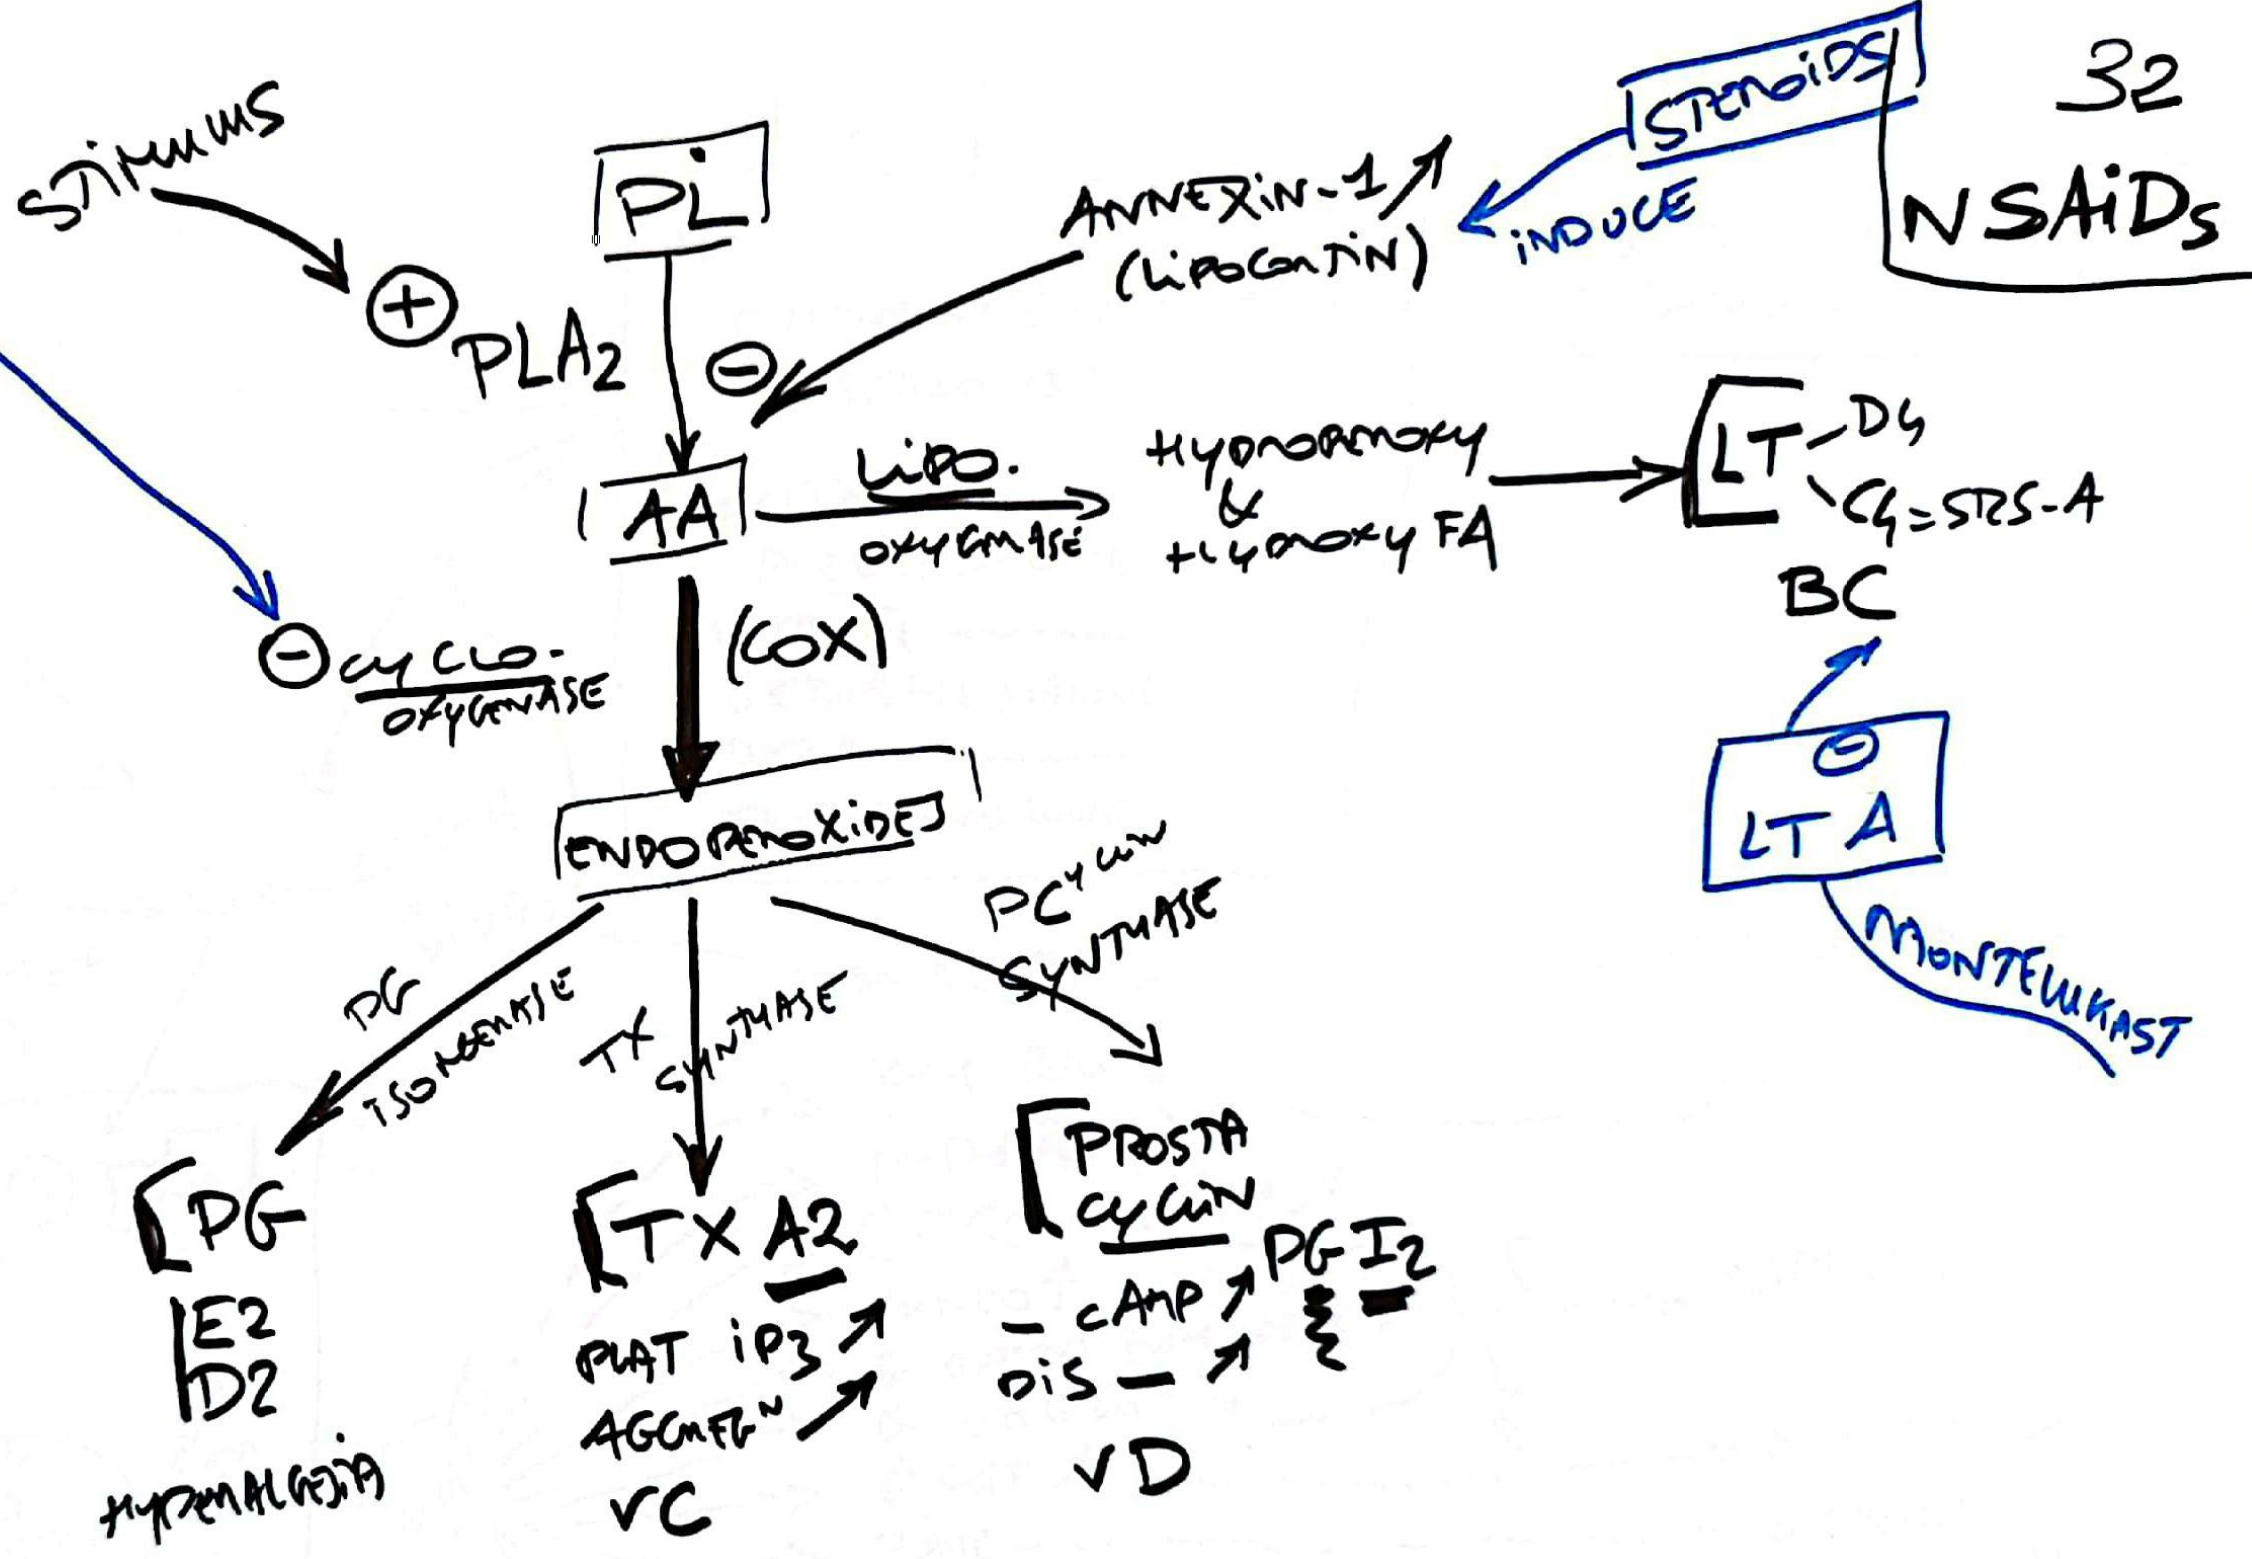 STEROIDS
32
NSAiDs
STIMULUS
PL
ANNEXIN-1
(LIPOCORTIN)
INDUCE
+
PLA2
-
AA
LIPO.
OXYGENASE
HYDROPEROXY
&
HYDROXY FA
LT
D4
C4=SRS-A
BC
- CYCLO-
OXYGENASE
(COX)
- 
LTA
MONTELUKAST
ENDOPEROXIDES
PG
ISOMERASE
TX
SYNTHASE
PCYCLIN
SYNTHASE
PG
E2
D2
HYPERALGESIA
TXA2
PLAT IP3
AGGREGN
VC
PROSTA
CYCLIN
PGI2
- CAMP
DIS -
VD